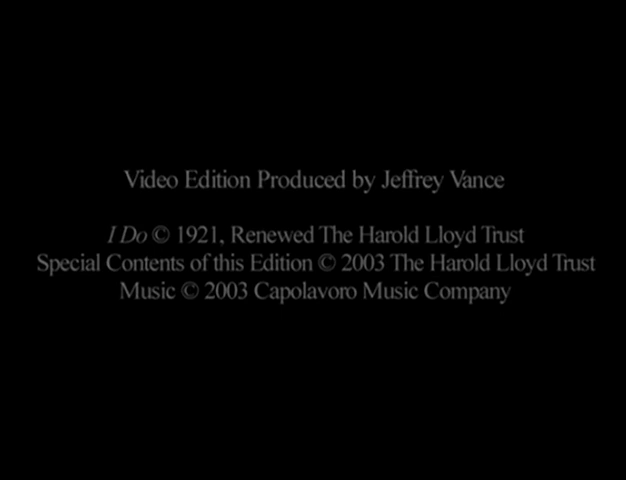 Video Edition Produced by Jeffrey Vance
I Do © 1921, Renewed The Harold Lloyd Trust
Special Contents of this Edition © 2003 The Harold Lloyd Trust
Music © 2003 Capolavoro Music Company